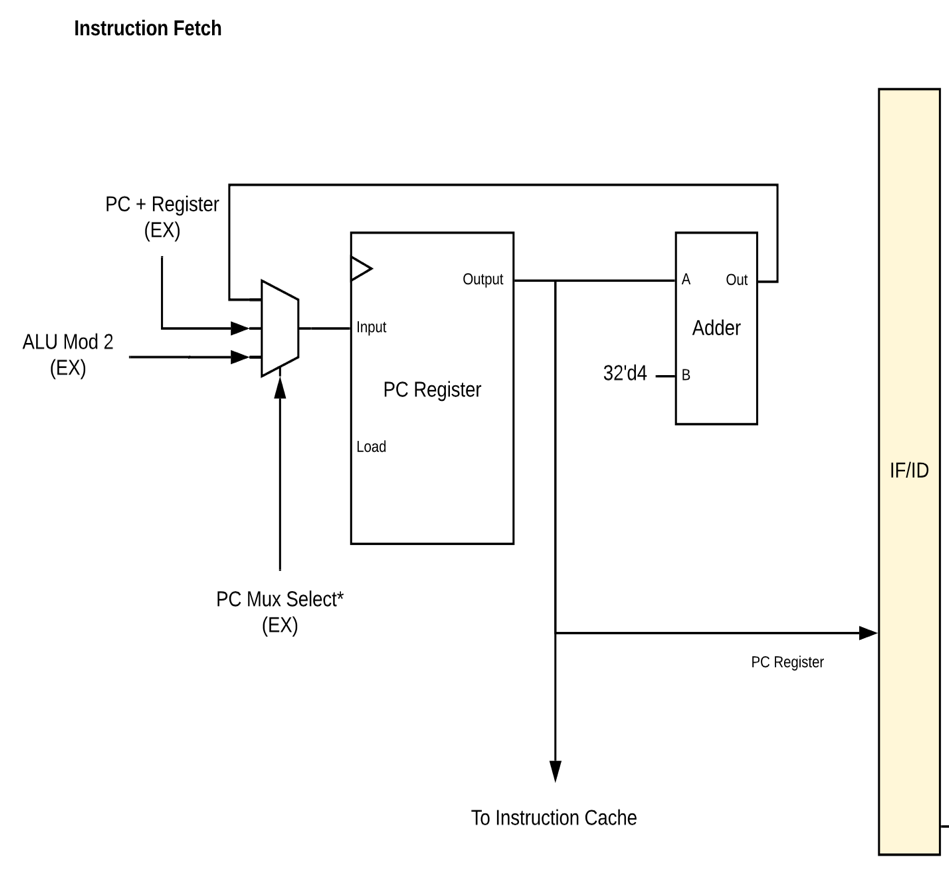 Instruction Fetch
PC + Register
(EX)
ALU Mod 2
(EX)
Output
Input
PC Register
Load
A
Out
Adder
32'd4
B
IF/ID
PC Mux Select*
(EX)
PC Register
To Instruction Cache